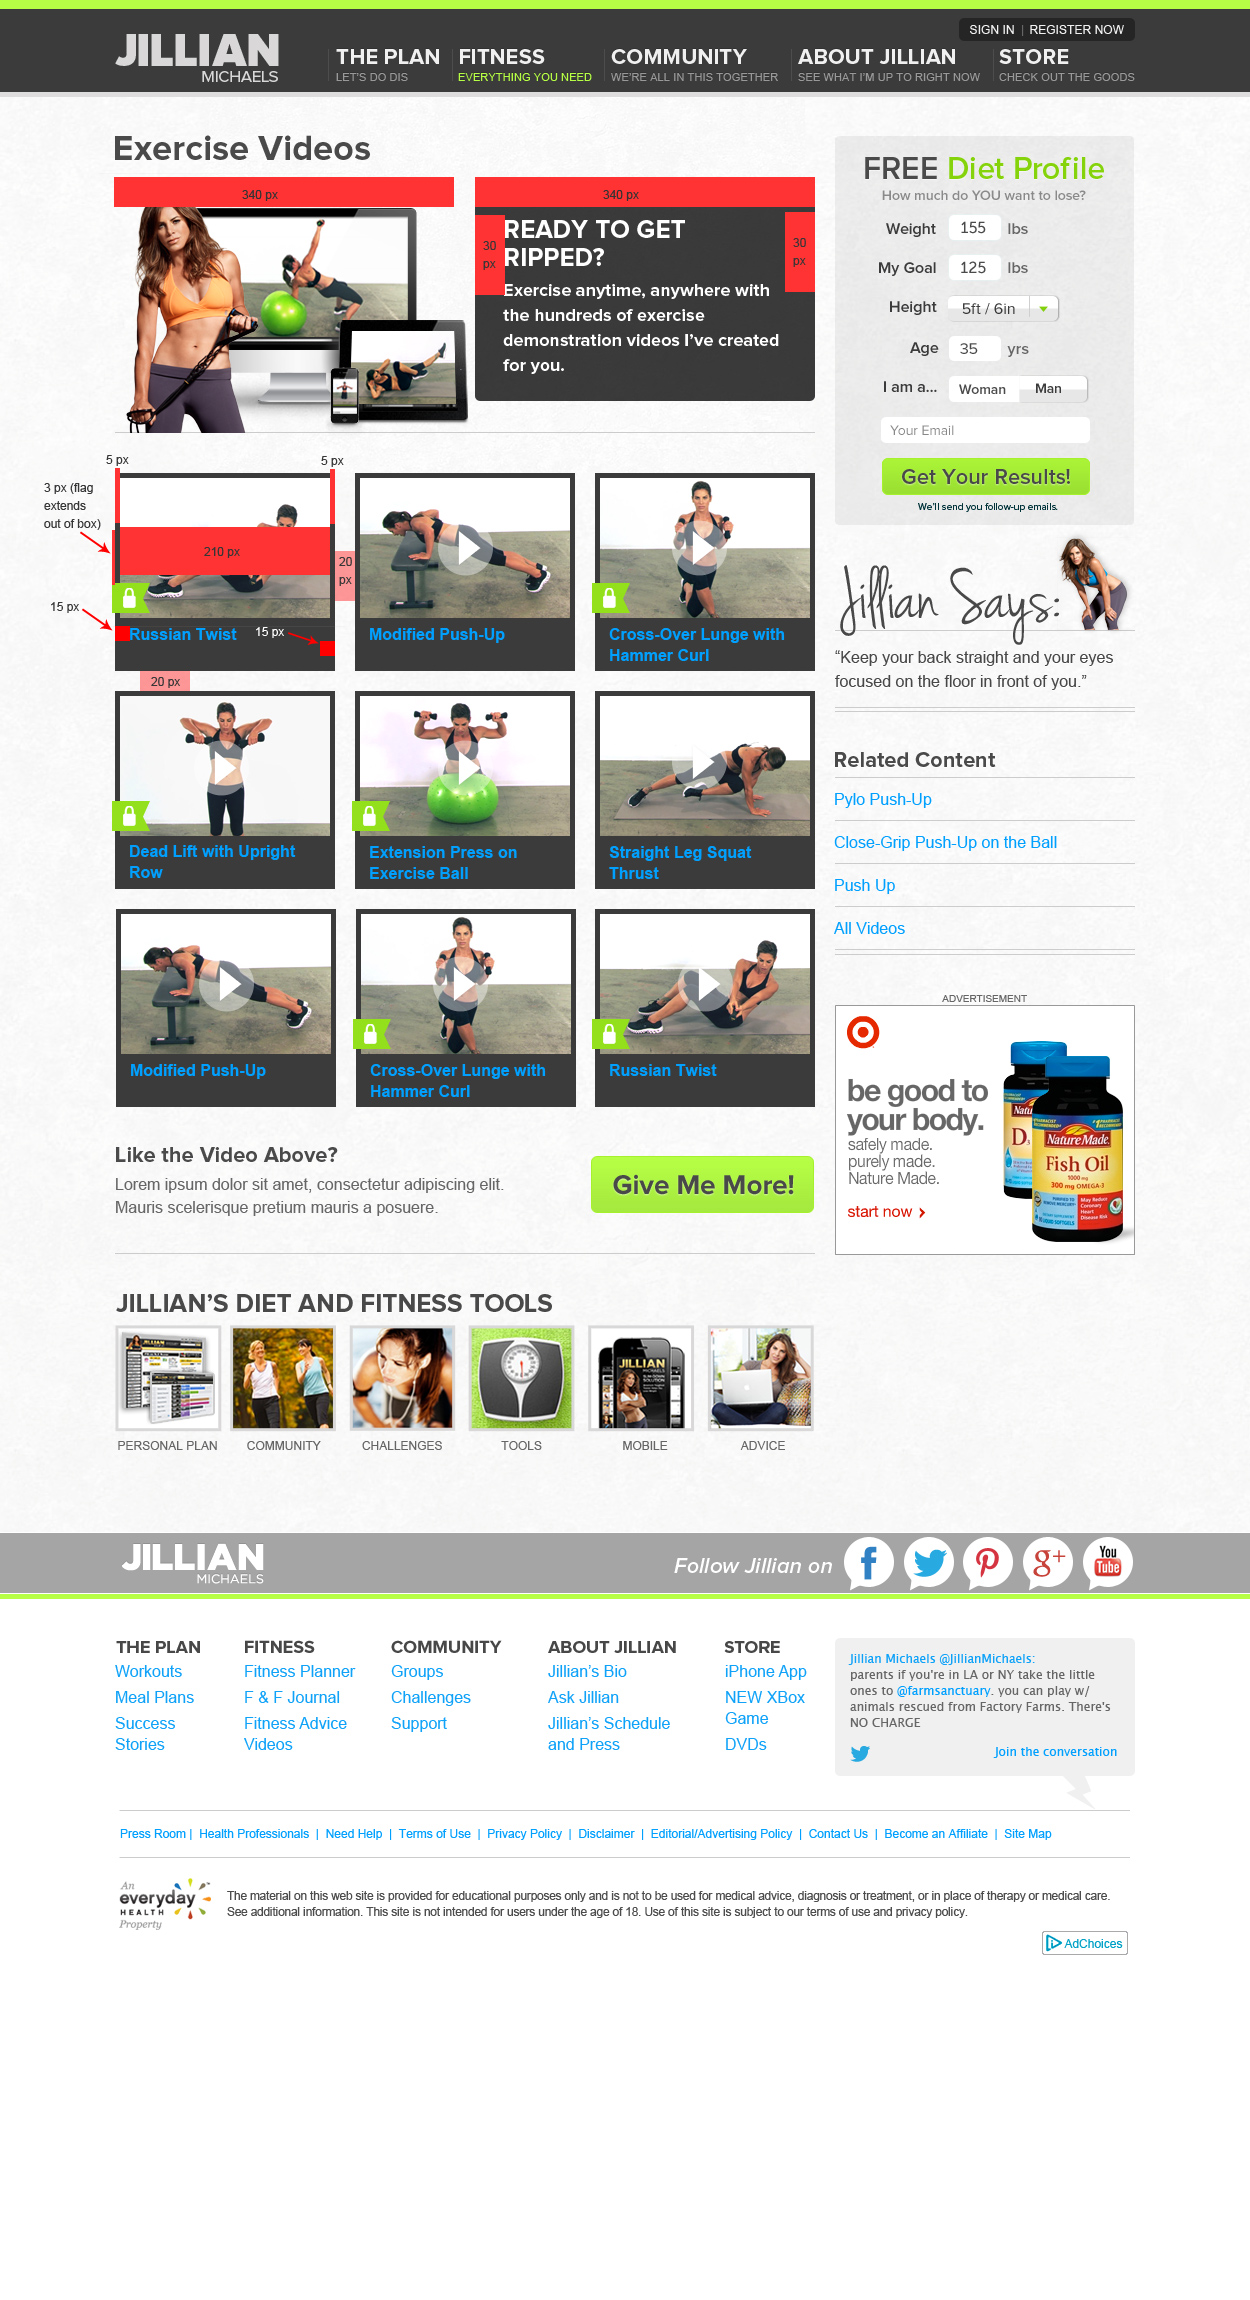 SIGN IN | REGISTER NOW
JILLIAN
MICHAELS
THE PLAN
LET'S DO DIS
FITNESS
EVERYTHING YOU NEED
COMMUNITY
WE'RE ALL IN THIS TOGETHER
ABOUT JILLIAN
SEE WHAT I'M UP TO RIGHT NOW
STORE
CHECK OUT THE GOODS
Exercise Videos
340 px
340 px
30
px
30
px
READY TO GET
RIPPED?
Exercise anytime, anywhere with
the hundreds of exercise
demonstration videos I've created
for you.
5 px
5 px
3 px (flag
extends
out of box)
210 px
20
px
15 px
15 px
Russian Twist
Modified Push-Up
Cross-Over Lunge with
Hammer Curl
20 px
Dead Lift with Upright
Row
Extension Press on
Exercise Ball
Straight Leg Squat
Thrust
Modified Push-Up
Cross-Over Lunge with
Hammer Curl
Russian Twist
Like the Video Above?
Lorem ipsum dolor sit amet, consectetur adipiscing elit.
Mauris scelerisque pretium mauris a posuere.
Give Me More!
FREE Diet Profile
How much do YOU want to lose?
Weight 155 lbs
My Goal 125 lbs
Height 5ft / 6in
Age 35 yrs
I am a... Woman Man
Your Email
Get Your Results!
We'll send you follow-up emails.
Jillian Says:
“Keep your back straight and your eyes
focused on the floor in front of you.”
Related Content
Pylo Push-Up
Close-Grip Push-Up on the Ball
Push Up
All Videos
ADVERTISEMENT
be good to
your body.
safely made.
purely made.
Nature Made.
start now
NatureMade
Fish Oil
1000 mg
300 mg OMEGA-3
May Reduce
Coronary
Heart
Disease Risk
D3
JILLIAN'S DIET AND FITNESS TOOLS
JILLIAN
MICHAELS
PERSONAL PLAN
COMMUNITY
CHALLENGES
TOOLS
MOBILE
ADVICE
JILLIAN
MICHAELS
Follow Jillian on
f
g+
You
Tube
THE PLAN
Workouts
Meal Plans
Success
Stories
FITNESS
Fitness Planner
F & F Journal
Fitness Advice
Videos
COMMUNITY
Groups
Challenges
Support
ABOUT JILLIAN
Jillian's Bio
Ask Jillian
Jillian's Schedule
and Press
STORE
iPhone App
NEW XBox
Game
DVDs
Jillian Michaels @JillianMichaels:
parents if you're in LA or NY take the little
ones to @farmsanctuary. you can play w/
animals rescued from Factory Farms. There's
NO CHARGE
Join the conversation
Press Room | Health Professionals | Need Help | Terms of Use | Privacy Policy | Disclaimer | Editorial/Advertising Policy | Contact Us | Become an Affiliate | Site Map
An
everyday
HEALTH
Property
The material on this web site is provided for educational purposes only and is not to be used for medical advice, diagnosis or treatment, or in place of therapy or medical care.
See additional information. This site is not intended for users under the age of 18. Use of this site is subject to our terms of use and privacy policy.
AdChoices